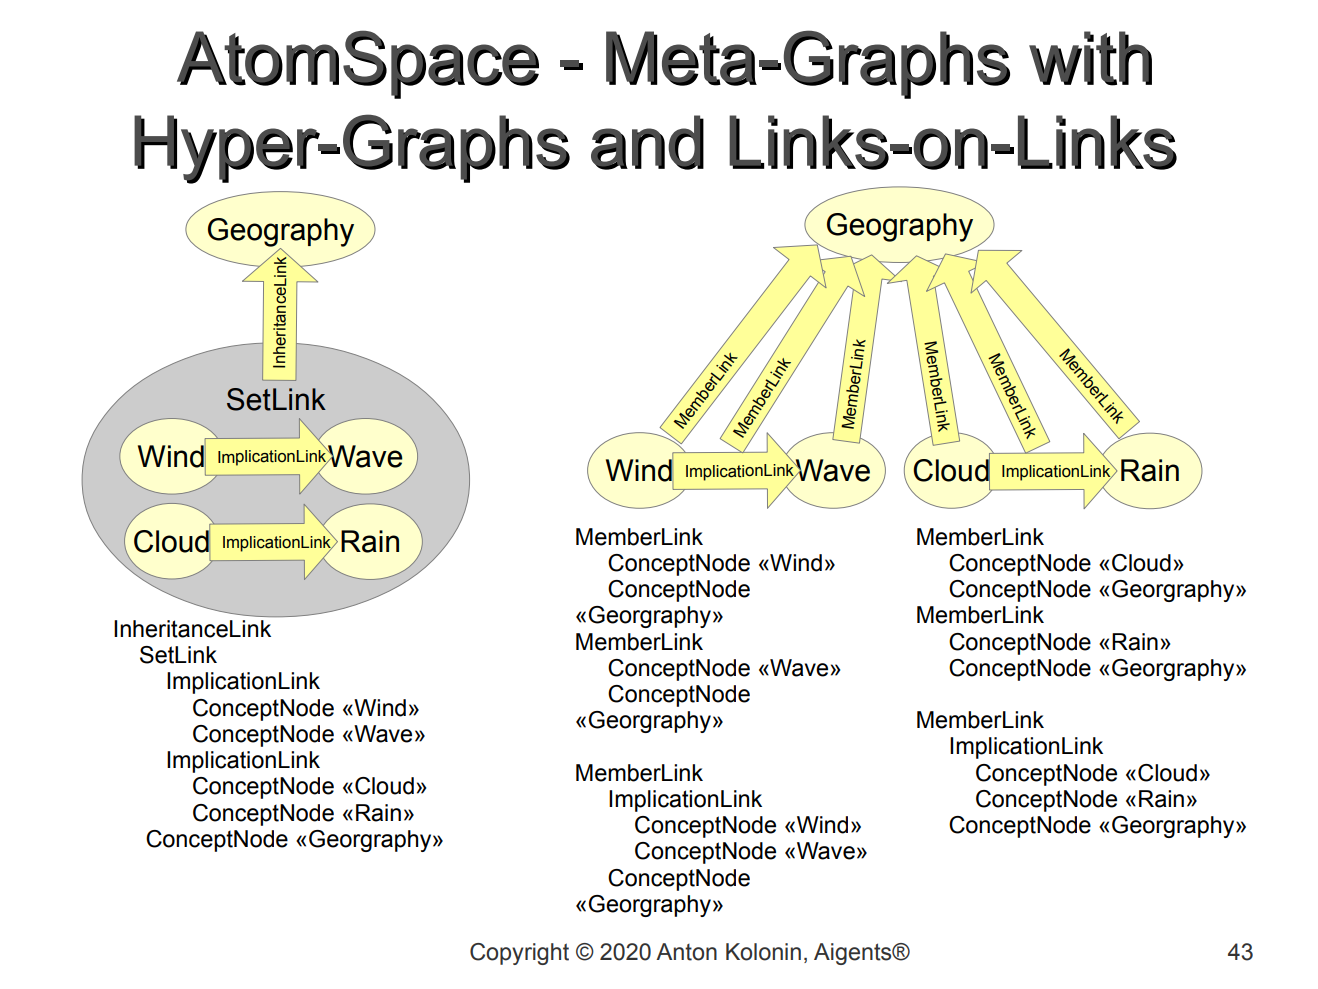 AtomSpace - Meta-Graphs with
Hyper-Graphs and Links-on-Links
Geography
InheritanceLink
SetLink
Wind ImplicationLink Wave
Cloud ImplicationLink Rain
InheritanceLink
SetLink
ImplicationLink
ConceptNode «Wind»
ConceptNode «Wave»
ImplicationLink
ConceptNode «Cloud»
ConceptNode «Rain»
ConceptNode «Georgraphy»
Geography
MemberLink
MemberLink
MemberLink
MemberLink
MemberLink
MemberLink
Wind ImplicationLink Wave
Cloud ImplicationLink Rain
MemberLink
ConceptNode «Wind»
ConceptNode
«Georgraphy»
MemberLink
ConceptNode «Wave»
ConceptNode
«Georgraphy»
MemberLink
ImplicationLink
ConceptNode «Wind»
ConceptNode «Wave»
ConceptNode
«Georgraphy»
MemberLink
ConceptNode «Cloud»
ConceptNode «Georgraphy»
MemberLink
ConceptNode «Rain»
ConceptNode «Georgraphy»
MemberLink
ImplicationLink
ConceptNode «Cloud»
ConceptNode «Rain»
ConceptNode «Georgraphy»
Copyright © 2020 Anton Kolonin, Aigents®
43